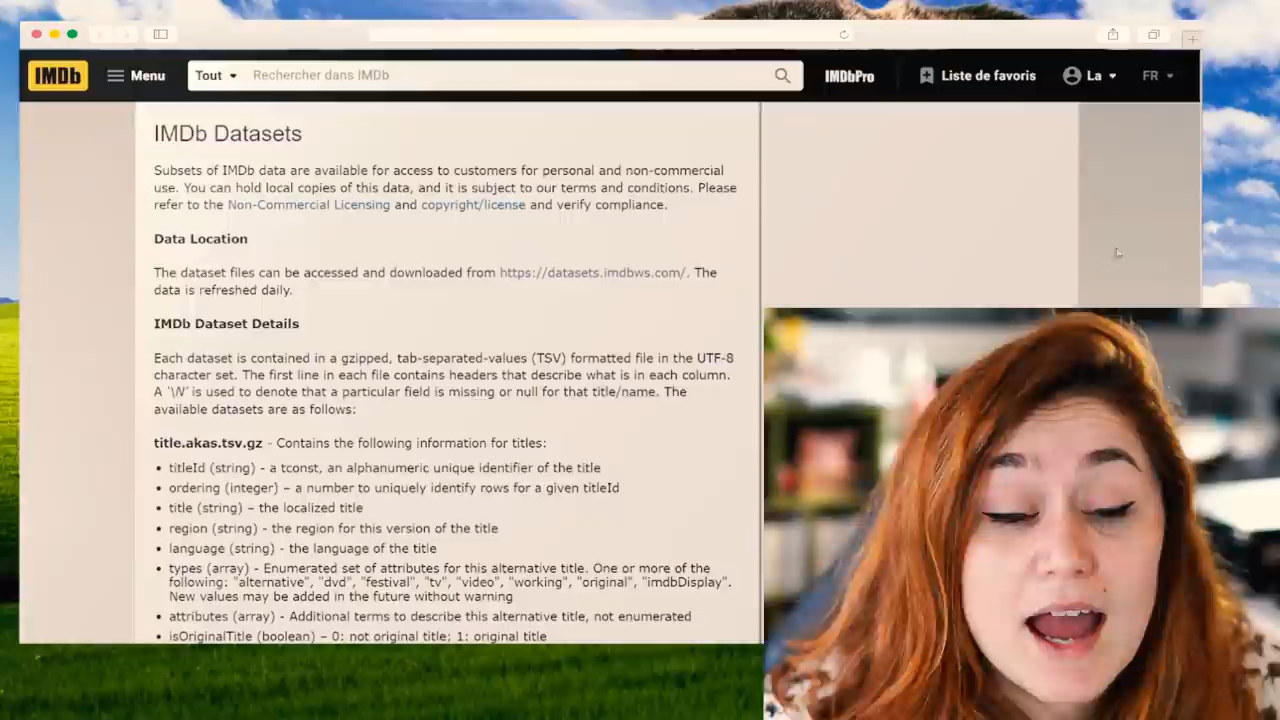 IMDb
Menu
Tout
Rechercher dans IMDb
IMDbPro
Liste de favoris
La
FR
IMDb Datasets
Subsets of IMDb data are available for access to customers for personal and non-commercial
use. You can hold local copies of this data, and it is subject to our terms and conditions. Please
refer to the Non-Commercial Licensing and copyright/license and verify compliance.
Data Location
The dataset files can be accessed and downloaded from https://datasets.imdbws.com/. The
data is refreshed daily.
IMDb Dataset Details
Each dataset is contained in a gzipped, tab-separated-values (TSV) formatted file in the UTF-8
character set. The first line in each file contains headers that describe what is in each column.
A '\N' is used to denote that a particular field is missing or null for that title/name. The
available datasets are as follows:
title.akas.tsv.gz - Contains the following information for titles:
• titleId (string) - a tconst, an alphanumeric unique identifier of the title
• ordering (integer) – a number to uniquely identify rows for a given titleId
• title (string) – the localized title
• region (string) - the region for this version of the title
• language (string) - the language of the title
• types (array) - Enumerated set of attributes for this alternative title. One or more of the
following: "alternative", "dvd", "festival", "tv", "video", "working", "original", "imdbDisplay".
New values may be added in the future without warning
• attributes (array) - Additional terms to describe this alternative title, not enumerated
• isOriginalTitle (boolean) – 0: not original title; 1: original title